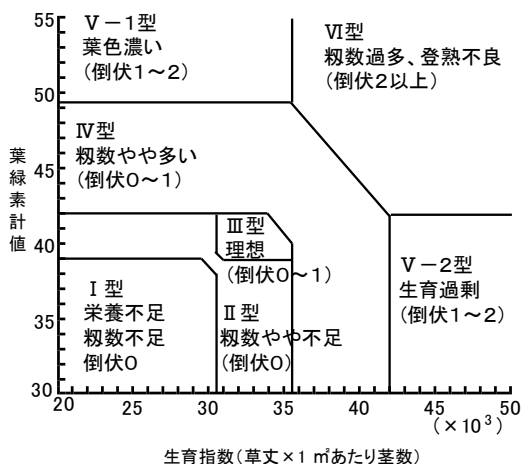 55
50
45
40
35
30
葉緑素計値
Ⅴ−1型
葉色濃い
(倒伏1～2)
Ⅵ型
籾数過多、登熟不良
(倒伏2以上)
Ⅳ型
籾数やや多い
(倒伏0～1)
Ⅲ型
理想
(倒伏0～1)
Ⅰ型
栄養不足
籾数不足
倒伏0
Ⅱ型
籾数やや不足
(倒伏0)
Ⅴ−2型
生育過剰
(倒伏1～2)
20 30 35 45 50
(×10³)
生育指数(草丈×1㎡あたり茎数)